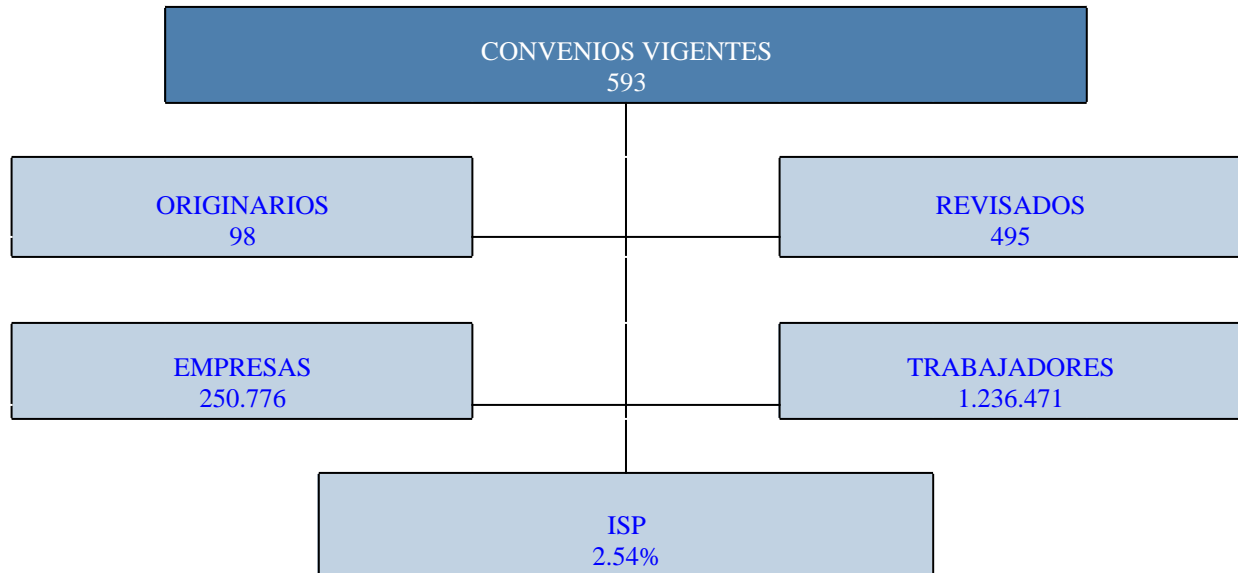 CONVENIOS VIGENTES
593
ORIGINARIOS
98
REVISADOS
495
EMPRESAS
250.776
TRABAJADORES
1.236.471
ISP
2.54%